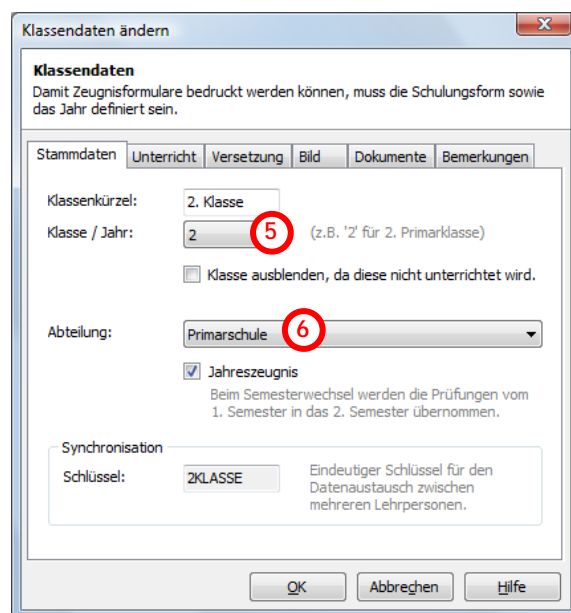 Klassendaten ändern
Klassendaten
Damit Zeugnisformulare bedruckt werden können, muss die Schulungsform sowie
das Jahr definiert sein.
Stammdaten Unterricht Versetzung Bild Dokumente Bemerkungen
Klassenkürzel: 2. Klasse
Klasse / Jahr: 2 5 (z.B. '2' für 2. Primarklasse)
Klasse ausblenden, da diese nicht unterrichtet wird.
Abteilung: Primarschule 6
Jahreszeugnis
Beim Semesterwechsel werden die Prüfungen vom
1. Semester in das 2. Semester übernommen.
Synchronisation
Schlüssel: 2KLASSE Eindeutiger Schlüssel für den
Datenaustausch zwischen
mehreren Lehrpersonen.
OK Abbrechen Hilfe